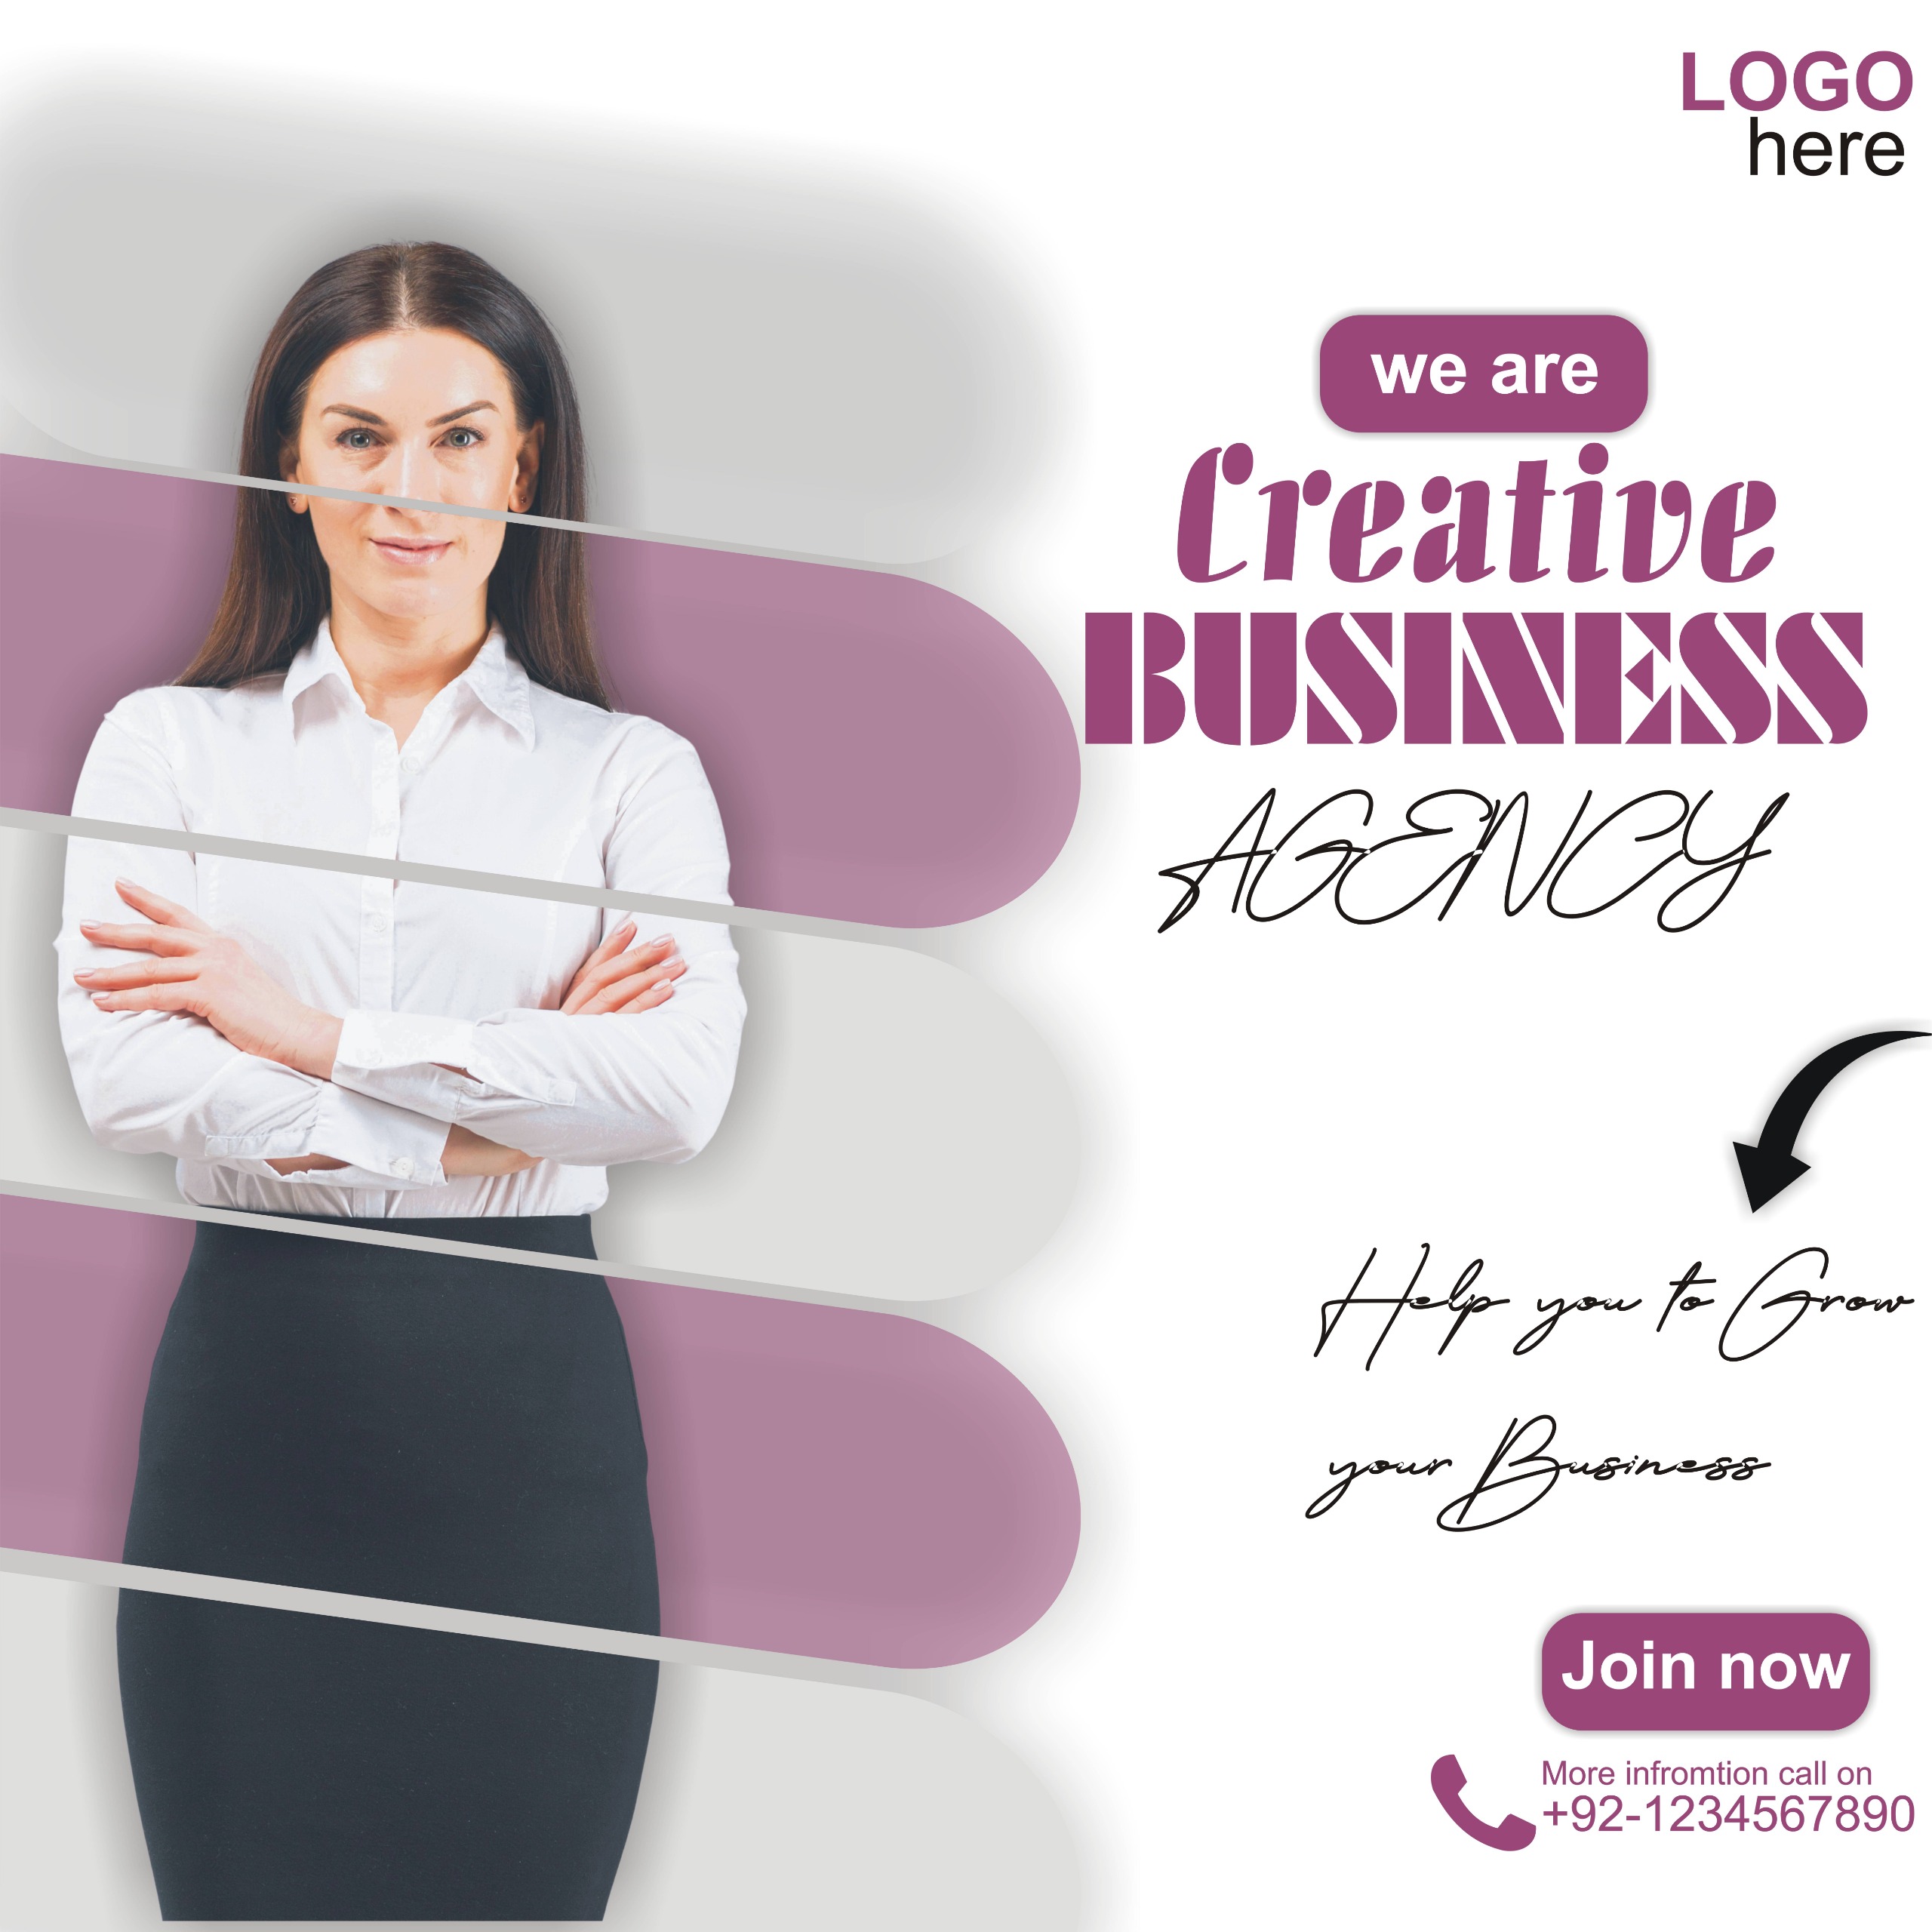 LOGO
here
we are
Creative
BUSINESS
AGENCY
Help you to Grow
your Business
Join now
More infromtion call on
+92-1234567890